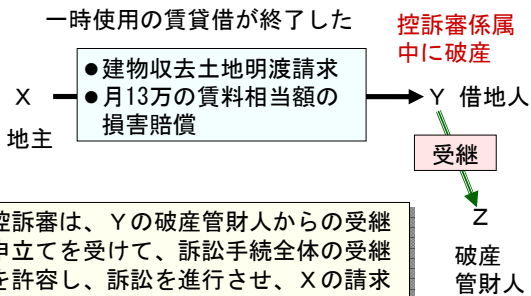 一時使用の賃貸借が終了した
控訴審係属
中に破産
●建物収去土地明渡請求
●月13万の賃料相当額の
損害賠償
X
地主
Y 借地人
受継
Z
破産
管財人
控訴審は、Yの破産管財人からの受継
申立てを受けて、訴訟手続全体の受継
を許容し、訴訟を進行させ、Xの請求